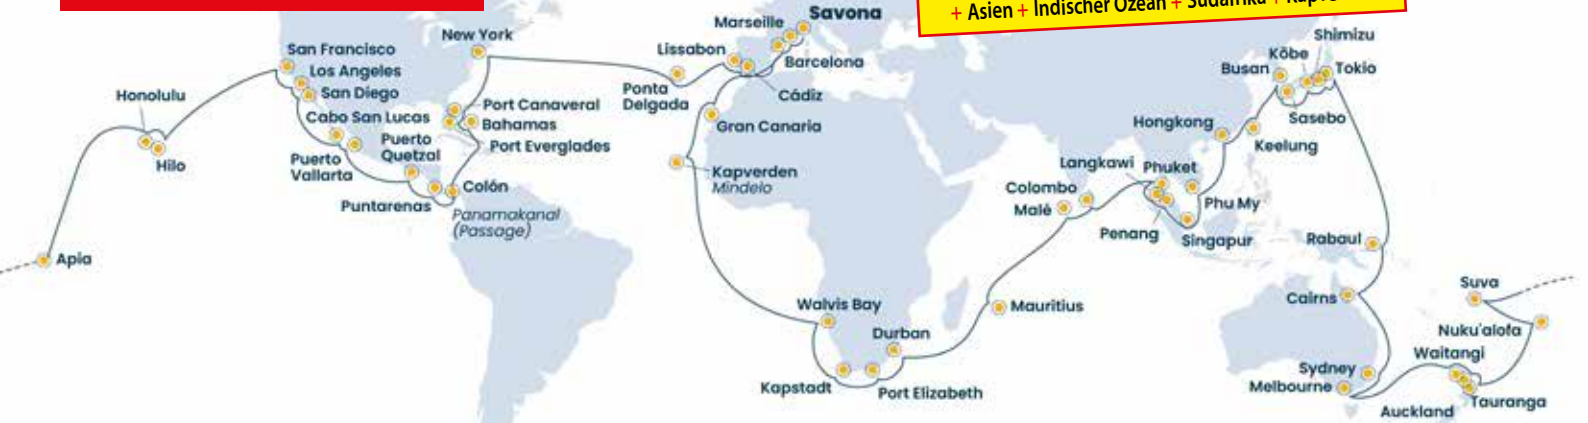 + Asien + Indischer Ozean + Südafrika +
Savona
Marseille
New York
Lissabon
Barcelona
San Francisco
Los Angeles
San Diego
Honolulu
Hilo
Cabo San Lucas
Port Canaveral
Bahamas
Port Everglades
Ponta
Delgada
Cádiz
Gran Canaria
Puerto
Vallarta
Puerto
Quetzal
Puntarenas
Colón
Panamakanal
(Passage)
Kapverden
Mindelo
Apia
Walvis Bay
Durban
Kapstadt
Port Elizabeth
Mauritius
Colombo
Malé
Langkawi
Phuket
Penang
Singapur
Phu My
Hongkong
Keelung
Busan
Kōbe
Shimizu
Tokio
Sasebo
Rabaul
Cairns
Sydney
Melbourne
Suva
Nuku'alofa
Waitangi
Auckland
Tauranga